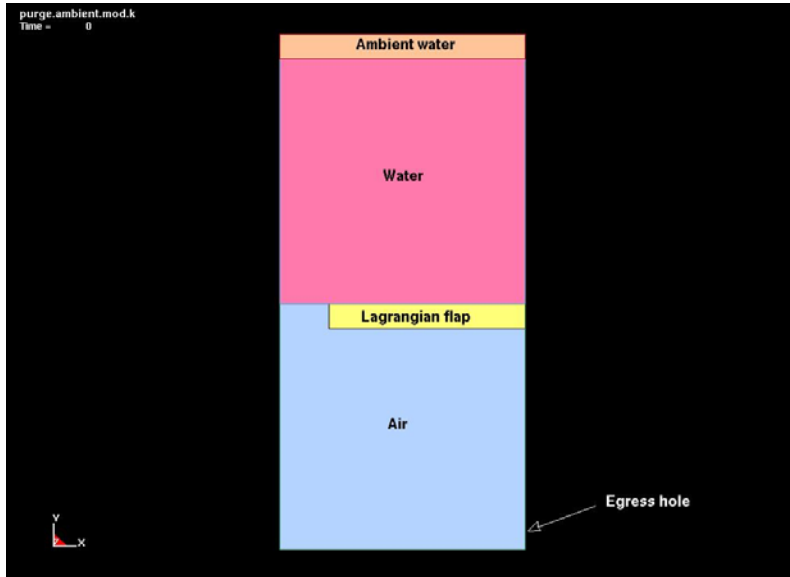 purge.ambient.mod.k
Time = 0
Ambient water
Water
Lagrangian flap
Air
Egress hole
Y
Z X